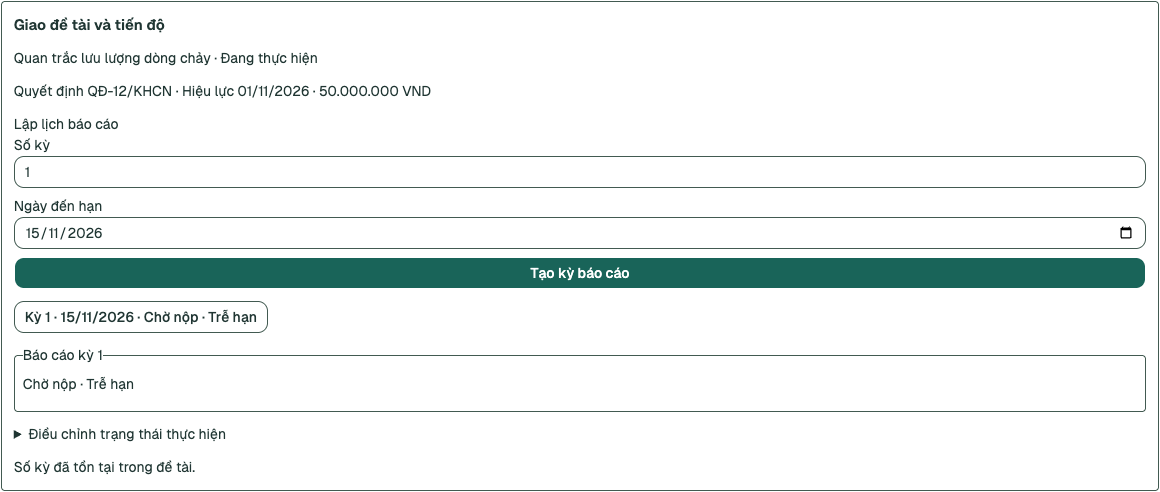 Giao đề tài và tiến độ
Quan trắc lưu lượng dòng chảy · Đang thực hiện
Quyết định QĐ-12/KHCN · Hiệu lực 01/11/2026 · 50.000.000 VND
Lập lịch báo cáo
Số kỳ
1
Ngày đến hạn
15/11/2026
Tạo kỳ báo cáo
Kỳ 1 · 15/11/2026 · Chờ nộp · Trễ hạn
Báo cáo kỳ 1
Chờ nộp · Trễ hạn
Điều chỉnh trạng thái thực hiện
Số kỳ đã tồn tại trong đề tài.